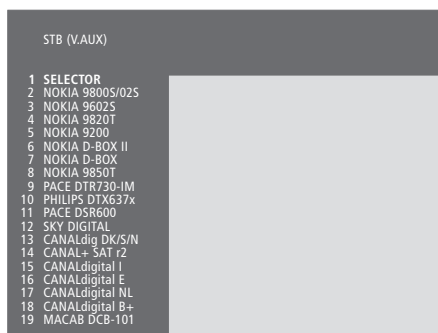 STB (V.AUX)
1 SELECTOR
2 NOKIA 9800S/02S
3 NOKIA 9602S
4 NOKIA 9820T
5 NOKIA 9200
6 NOKIA D-BOX II
7 NOKIA D-BOX
8 NOKIA 9850T
9 PACE DTR730-IM
10 PHILIPS DTX637x
11 PACE DSR600
12 SKY DIGITAL
13 CANALdig DK/S/N
14 CANAL+ SAT r2
15 CANALdigital I
16 CANALdigital E
17 CANALdigital NL
18 CANALdigital B+
19 MACAB DCB-101